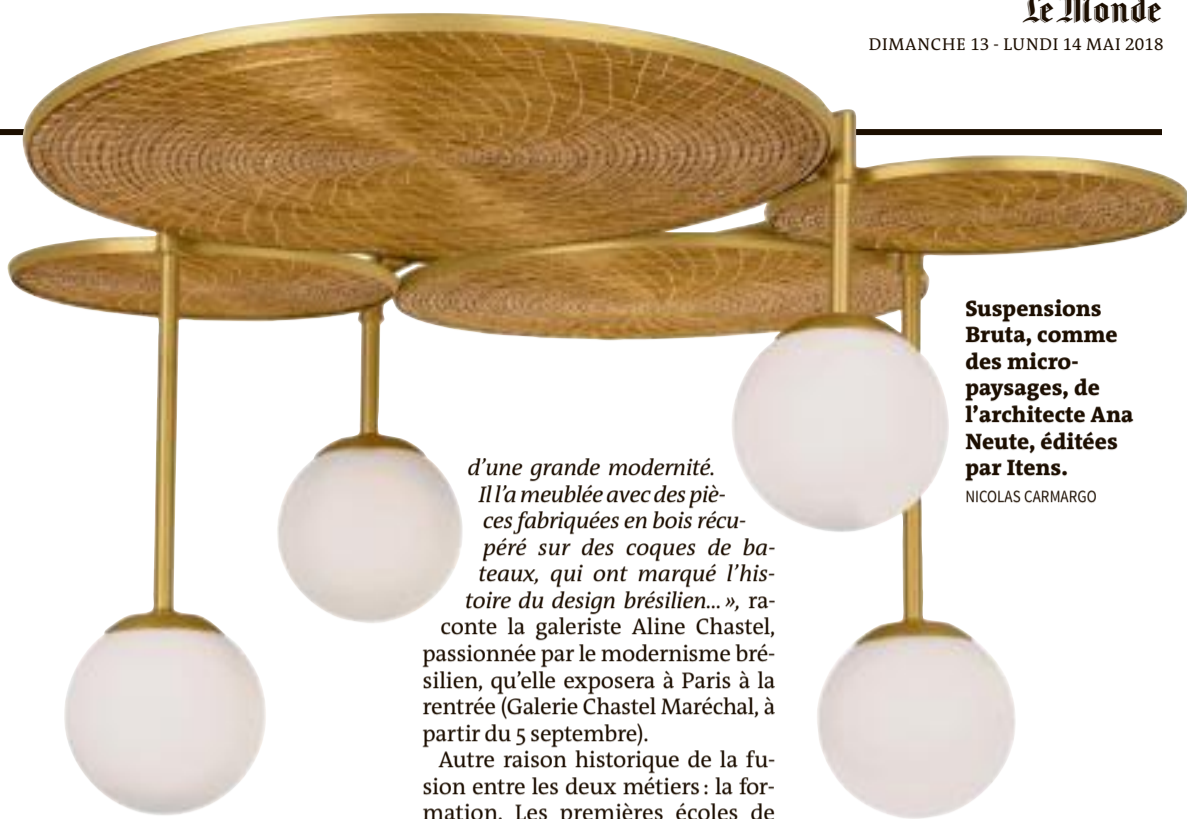 Le Monde
DIMANCHE 13 - LUNDI 14 MAI 2018
Suspensions
Bruta, comme
des micro-
paysages, de
l’architecte Ana
Neute, éditées
par Itens.
NICOLAS CARMARGO
d’une grande modernité.
Il l’a meublée avec des piè-
ces fabriquées en bois récu-
péré sur des coques de ba-
teaux, qui ont marqué l’his-
toire du design brésilien… », ra-
conte la galeriste Aline Chastel,
passionnée par le modernisme bré-
silien, qu’elle exposera à Paris à la
rentrée (Galerie Chastel Maréchal, à
partir du 5 septembre).
Autre raison historique de la fu-
sion entre les deux métiers : la for-
mation. Les premières écoles de